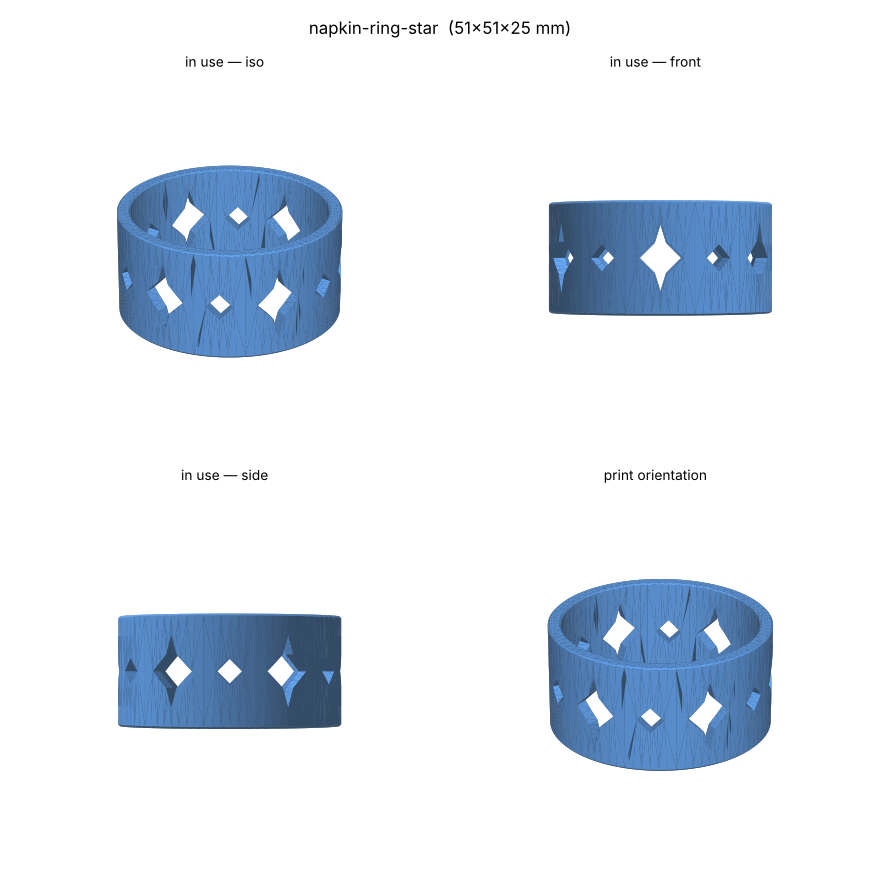 napkin-ring-star (51×51×25 mm)
in use — iso
in use — front
in use — side
print orientation